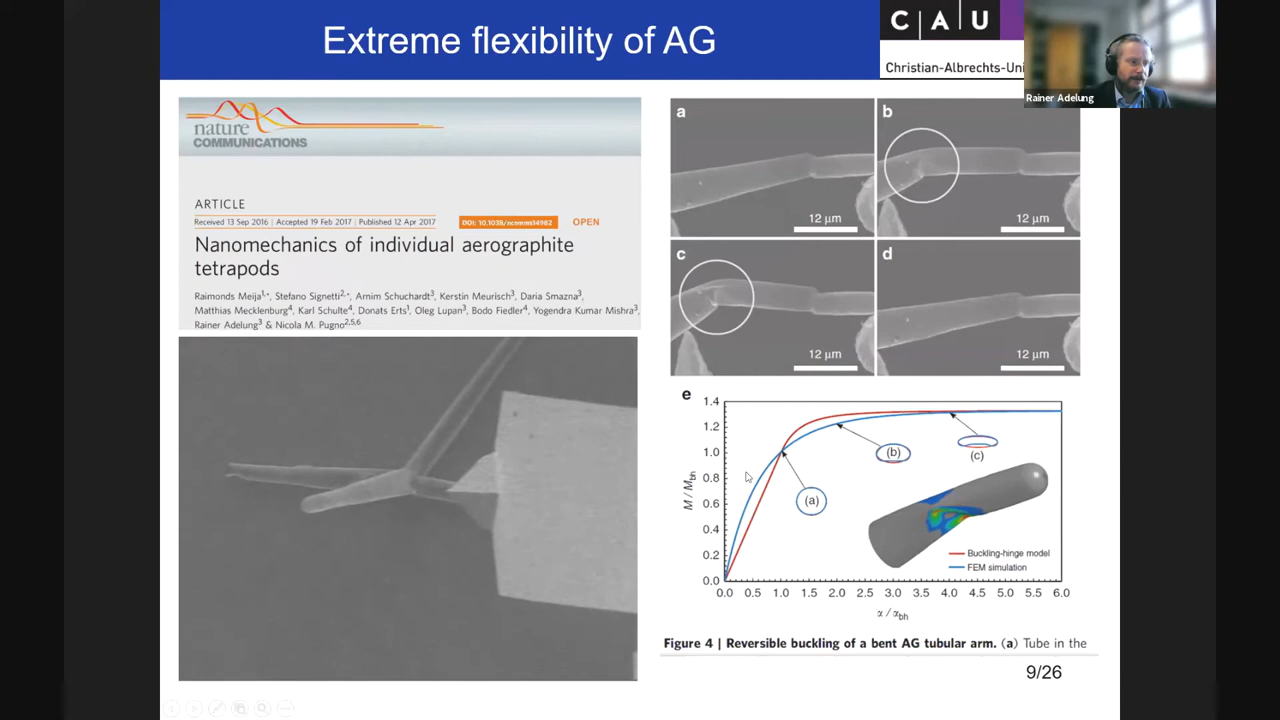 Extreme flexibility of AG
C | A | U
Christian-Albrechts-Uni
Rainer Adelung
nature
COMMUNICATIONS
ARTICLE
Received 13 Sep 2016 | Accepted 19 Feb 2017 | Published 12 Apr 2017
DOI: 10.1038/ncomms14982
OPEN
Nanomechanics of individual aerographite
tetrapods
Raimonds Meija1,*, Stefano Signetti2,*, Arnim Schuchardt3, Kerstin Meurisch3, Daria Smazna3,
Matthias Mecklenburg4, Karl Schulte4, Donats Erts1, Oleg Lupan3, Bodo Fiedler4, Yogendra Kumar Mishra3,
Rainer Adelung3 & Nicola M. Pugno2,5,6
a
12 µm
b
12 µm
c
12 µm
d
12 µm
e
M / Mbh
1.4
1.2
1.0
0.8
0.6
0.4
0.2
0.0
(a)
(b)
(c)
Buckling-hinge model
FEM simulation
0.0 0.5 1.0 1.5 2.0 2.5 3.0 3.5 4.0 4.5 5.0 5.5 6.0
α / αbh
Figure 4 | Reversible buckling of a bent AG tubular arm. (a) Tube in the
9/26